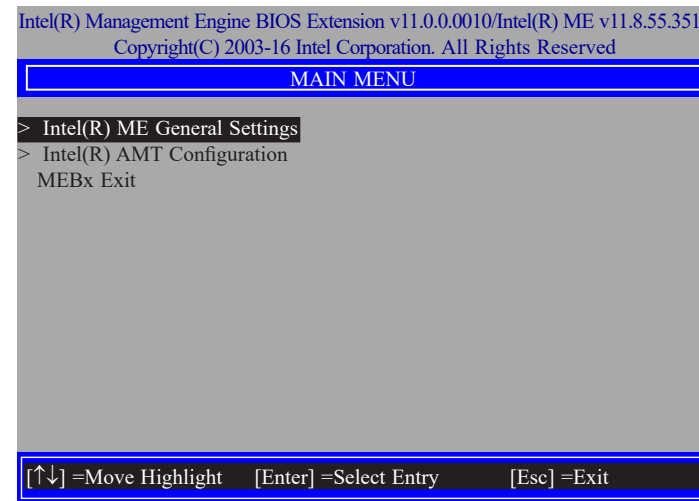 Intel(R) Management Engine BIOS Extension v11.0.0.0010/Intel(R) ME v11.8.55.351
Copyright(C) 2003-16 Intel Corporation. All Rights Reserved
MAIN MENU
> Intel(R) ME General Settings
> Intel(R) AMT Configuration
MEBx Exit
[↑↓] =Move Highlight [Enter] =Select Entry [Esc] =Exit